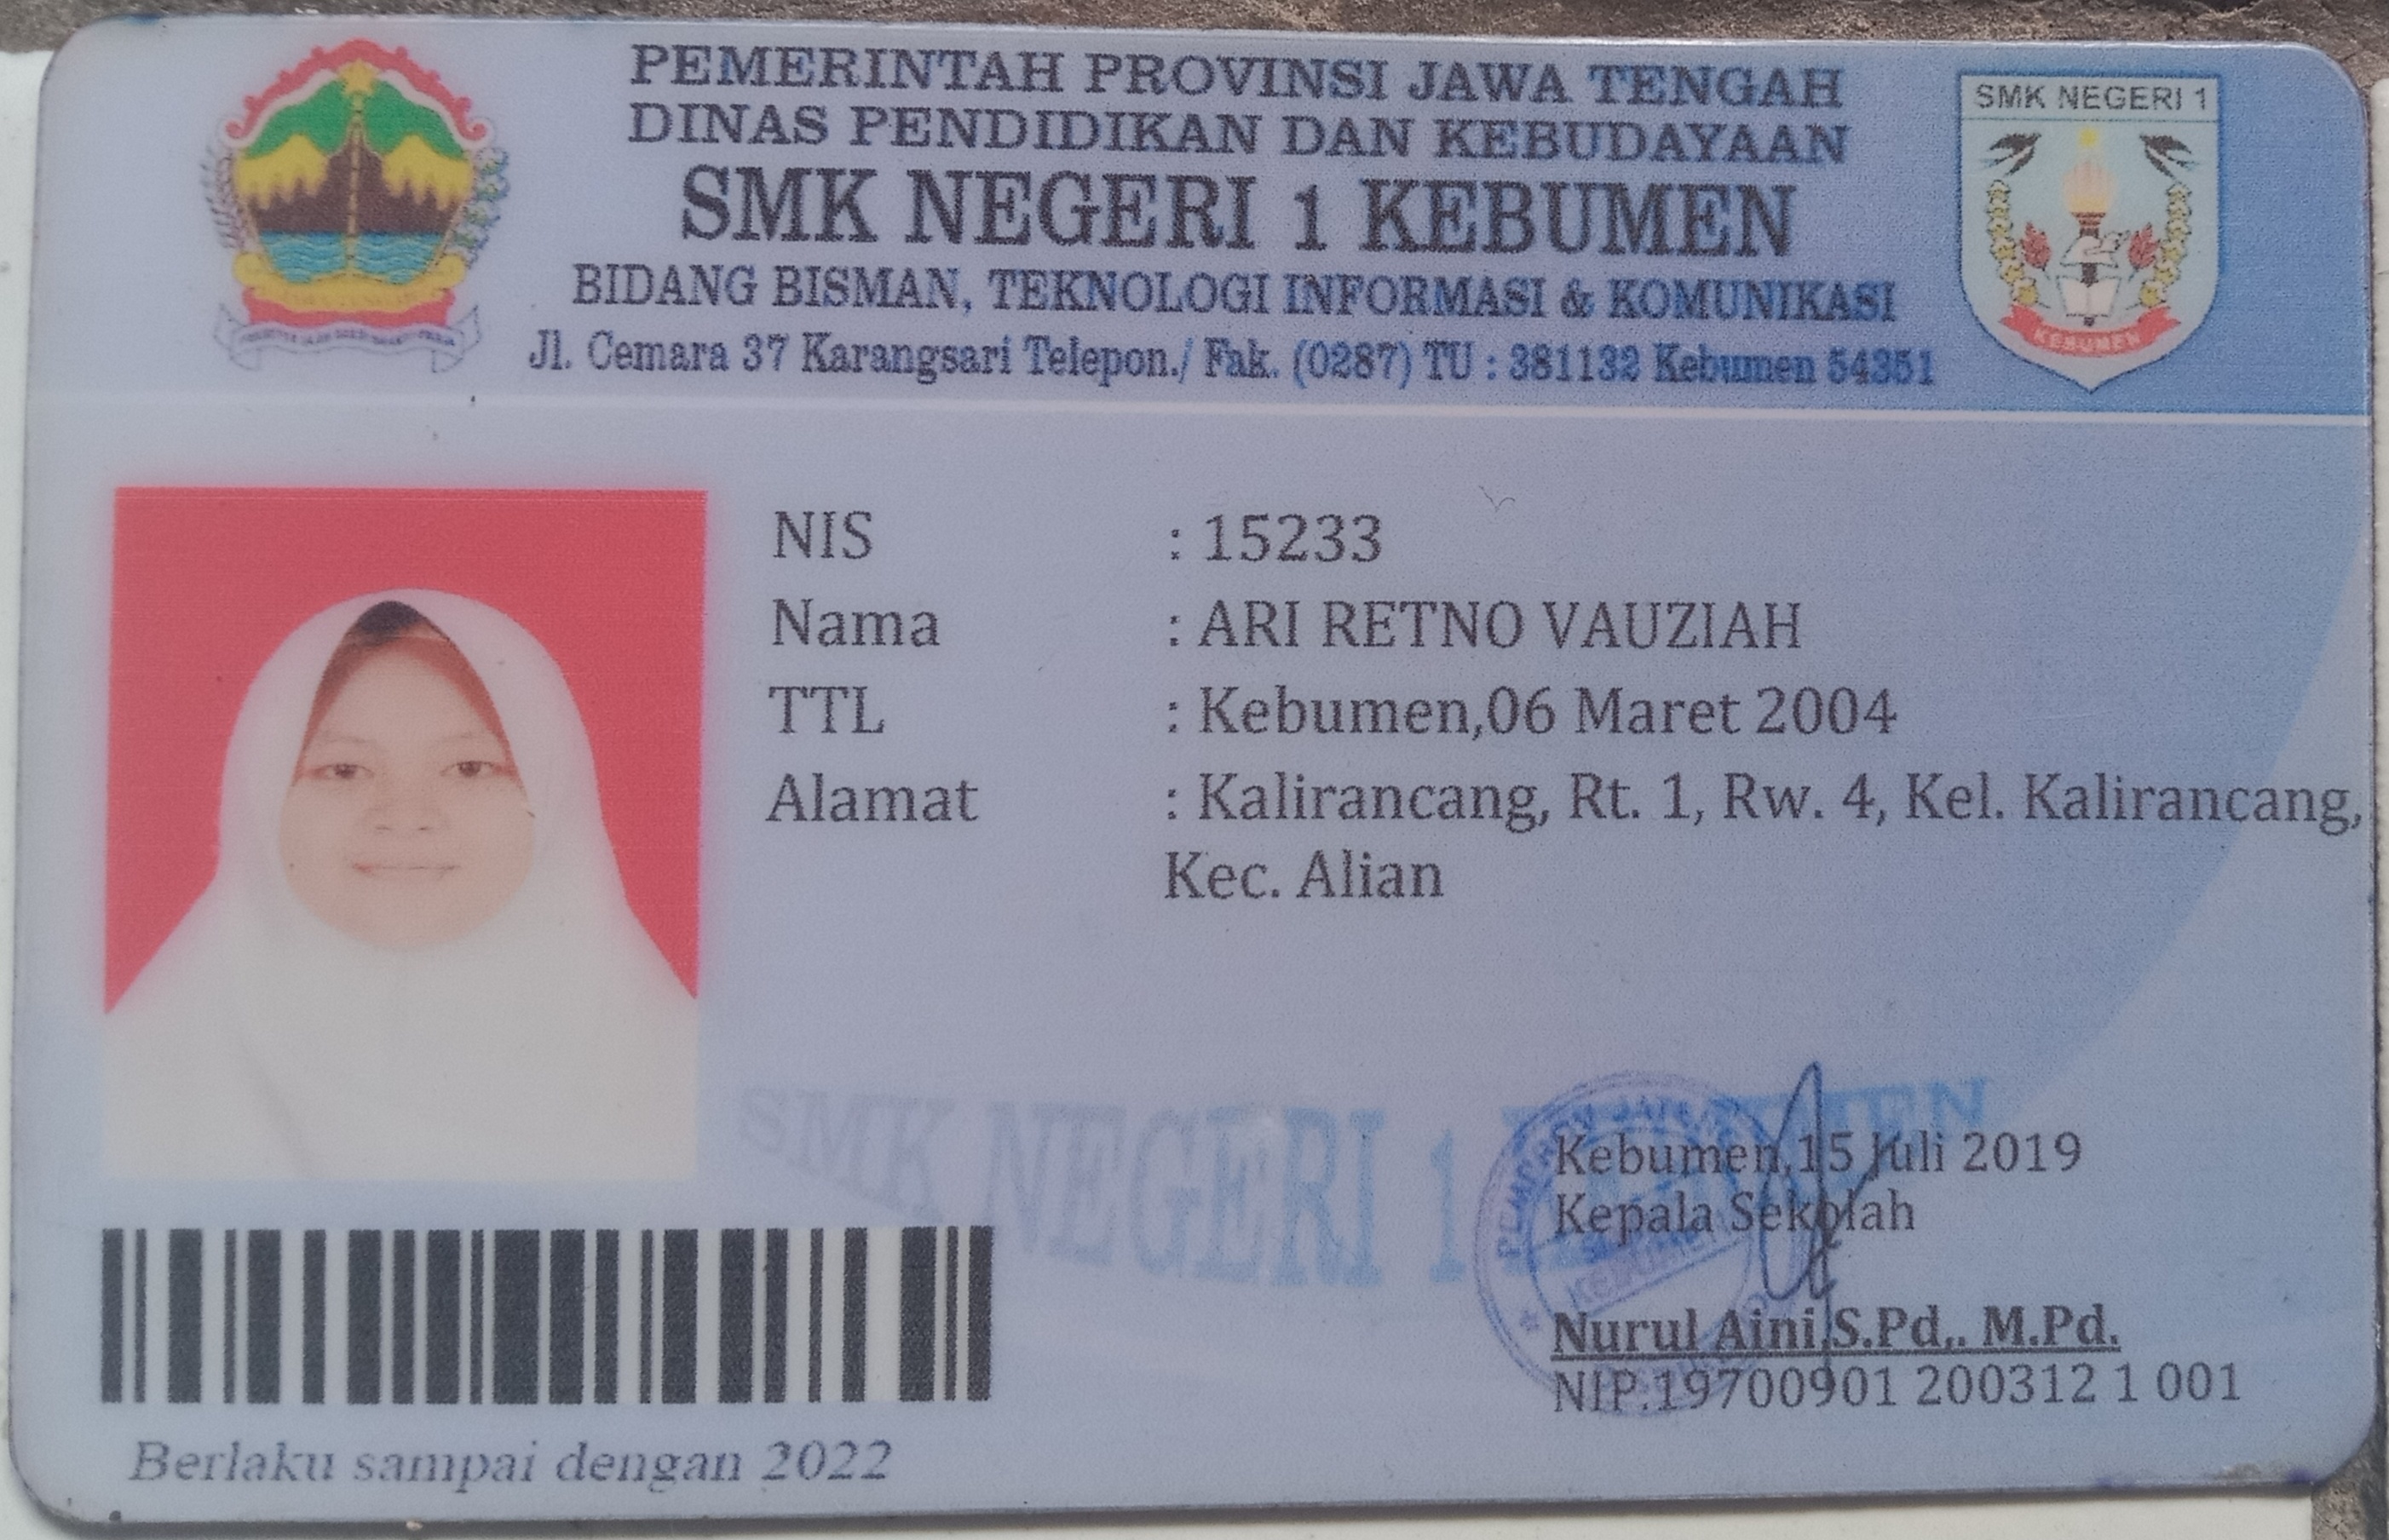 PEMERINTAH PROVINSI JAWA TENGAH
DINAS PENDIDIKAN DAN KEBUDAYAAN
SMK NEGERI 1 KEBUMEN
BIDANG BISMAN, TEKNOLOGI INFORMASI & KOMUNIKASI
Jl. Cemara 37 Karangsari Telepon./ Fak. (0287) TU : 381132 Kebumen 54351
SMK NEGERI 1
KEBUMEN
NIS : 15233
Nama : ARI RETNO VAUZIAH
TTL : Kebumen,06 Maret 2004
Alamat : Kalirancang, Rt. 1, Rw. 4, Kel. Kalirancang,
Kec. Alian
SMK NEGERI 1 KEBUMEN
Kebumen,15 Juli 2019
Kepala Sekolah
Nurul Aini,S.Pd,. M.Pd.
NIP.19700901 200312 1 001
Berlaku sampai dengan 2022